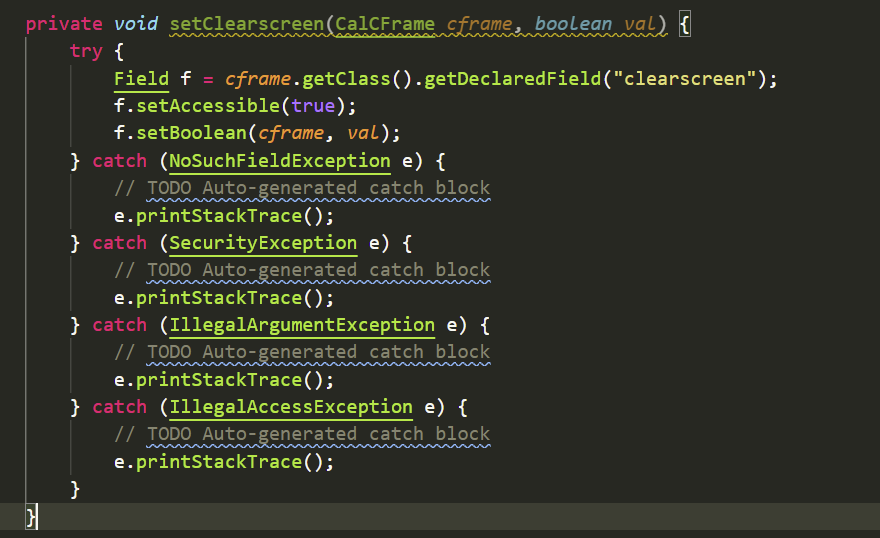 private void setClearscreen(CalCFrame cframe, boolean val) {
    try {
        Field f = cframe.getClass().getDeclaredField("clearscreen");
        f.setAccessible(true);
        f.setBoolean(cframe, val);
    } catch (NoSuchFieldException e) {
        // TODO Auto-generated catch block
        e.printStackTrace();
    } catch (SecurityException e) {
        // TODO Auto-generated catch block
        e.printStackTrace();
    } catch (IllegalArgumentException e) {
        // TODO Auto-generated catch block
        e.printStackTrace();
    } catch (IllegalAccessException e) {
        // TODO Auto-generated catch block
        e.printStackTrace();
    }
}